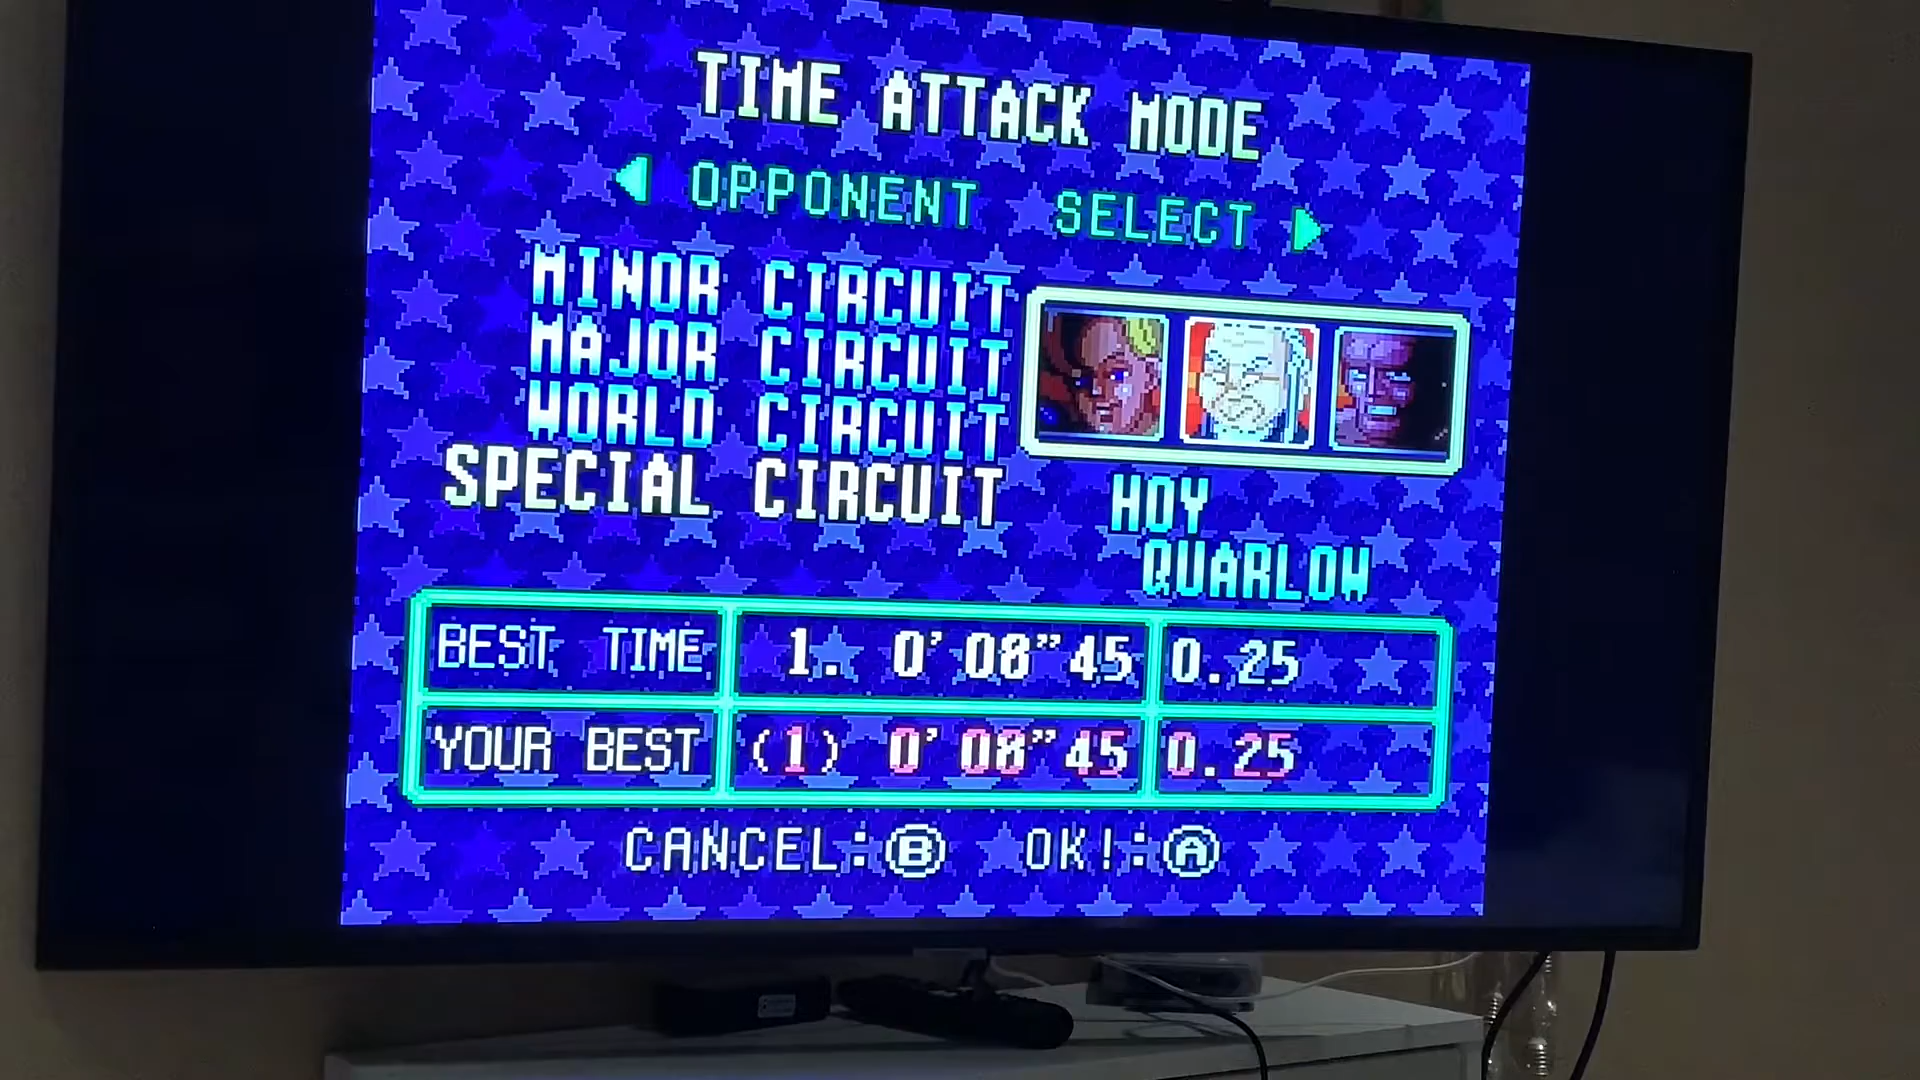 TIME ATTACK MODE
OPPONENT SELECT
MINOR CIRCUIT
MAJOR CIRCUIT
WORLD CIRCUIT
SPECIAL CIRCUIT
HOY
QUARLOW
BEST TIME 1. 0'08"45 0.25
YOUR BEST (1) 0'08"45 0.25
CANCEL:B OK!:A